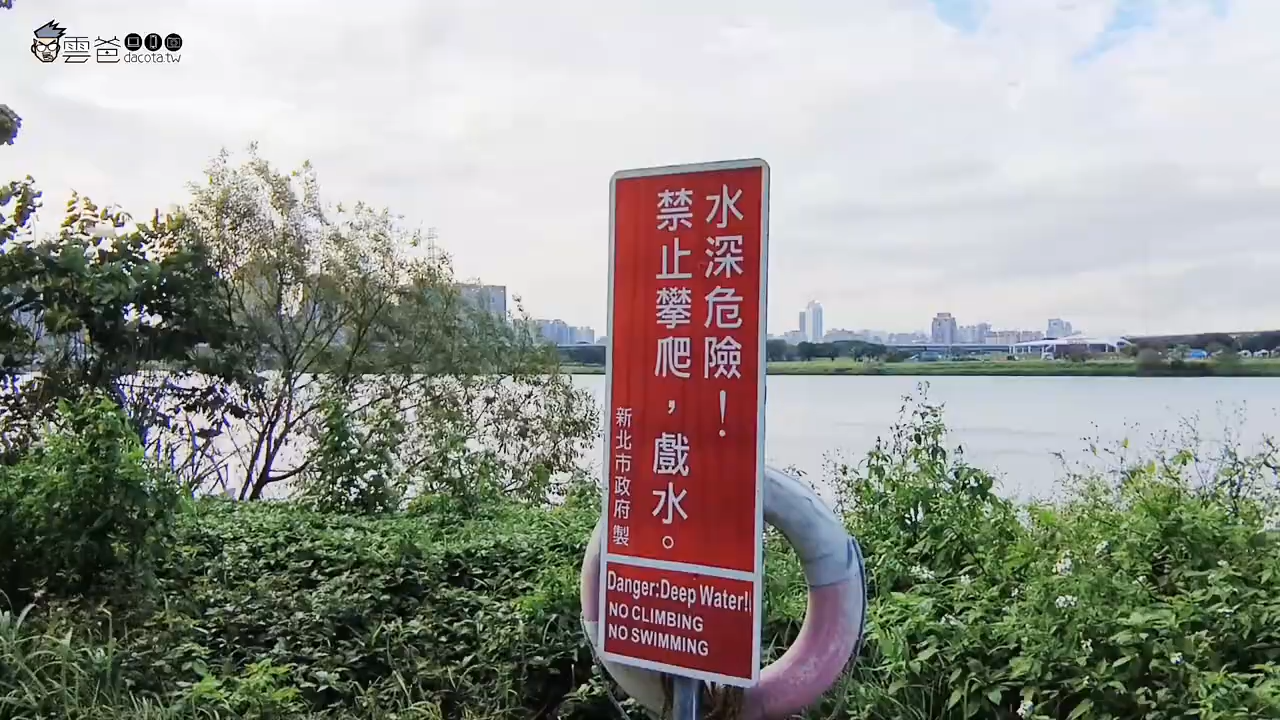 雲爸
dacota.tw
水深危險！
禁止攀爬，戲水。
新北市政府製
Danger:Deep Water!
NO CLIMBING
NO SWIMMING